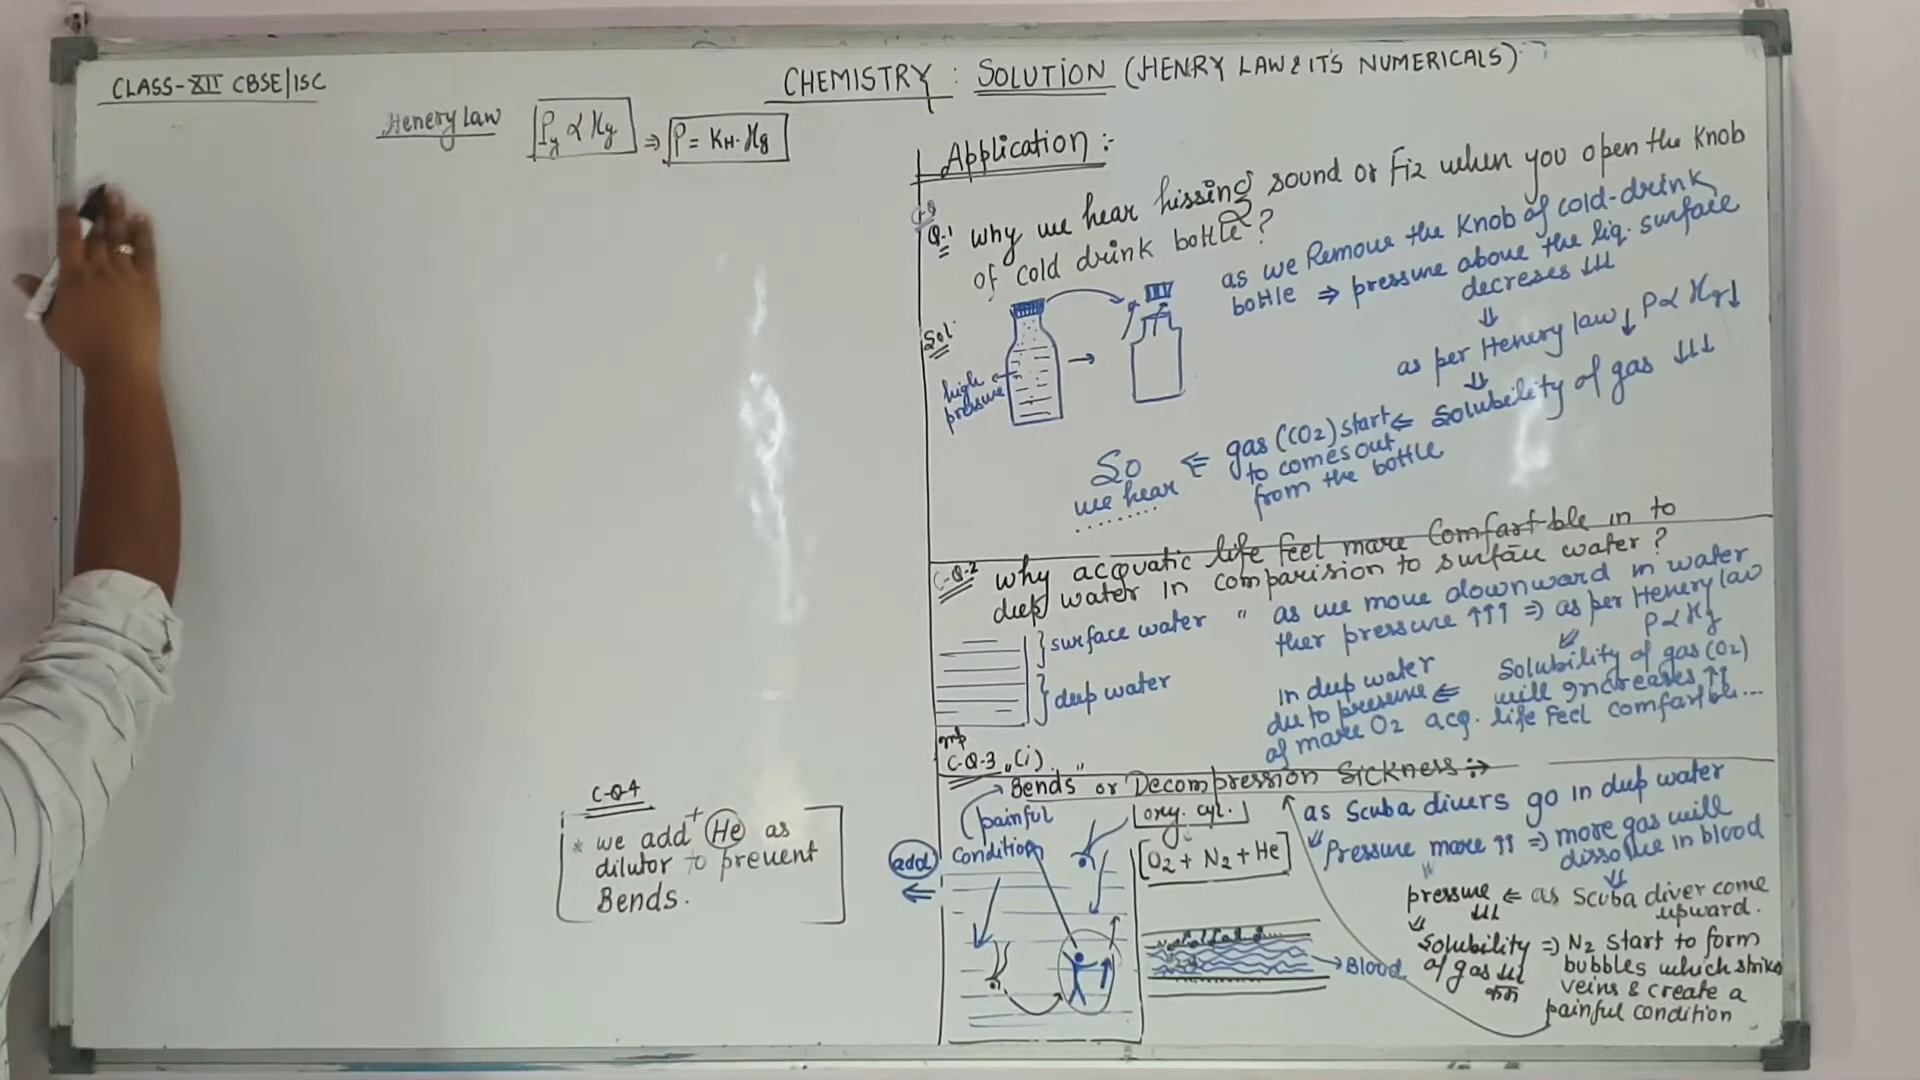 CLASS-XII CBSE/ISC
CHEMISTRY : SOLUTION (HENRY LAW & IT'S NUMERICALS)
Henery Law
Pg ∝ Xg ⇒ P = KH·Xg
Application :-
C-Q
Q-1 Why we hear hissing sound or Fiz when you open the Knob
of cold drink bottle?
Sol.
high
pressure
as we Remove the Knob of cold-drink
bottle ⇒ pressure above the liq. surface
decreses ↓↓↓
⇓
as per Henery law ↓ P ∝ Xg ↓
⇓
Solubility of gas ↓↓↓
gas (CO2) start ⇐
to comes out
from the bottle
So ⇐
we hear
........
C-Q-2 Why acquatic life feel more Comfart-ble in to
deep water in comparision to surface water?
surface water
deep water
" as we move downward in water
ther pressure ↑↑↑ ⇒ as per Henery law
P ∝ Xg
Solubility of gas (O2)
will Increases ↑↑
in deep water
due to presense ⇐
of more O2 acq. life feel comfartble...
Imp
C-Q-3 (i)
Bends or Decompression Sickness :→
painful
Condition
oxy. cyl.
[O2 + N2 + He]
Blood
as Scuba divers go in deep water
Pressure more ↑↑ ⇒ more gas will
dissolve in blood
⇓
pressure ⇐ as Scuba diver come
↓↓↓ upward.
Solubility ⇒ N2 start to form
of gas ↓↓↓ bubbles which strike
कम veins & create a
painful condition
add
⇐
C-Q-4
* we add He as
dilutor to prevent
Bends.